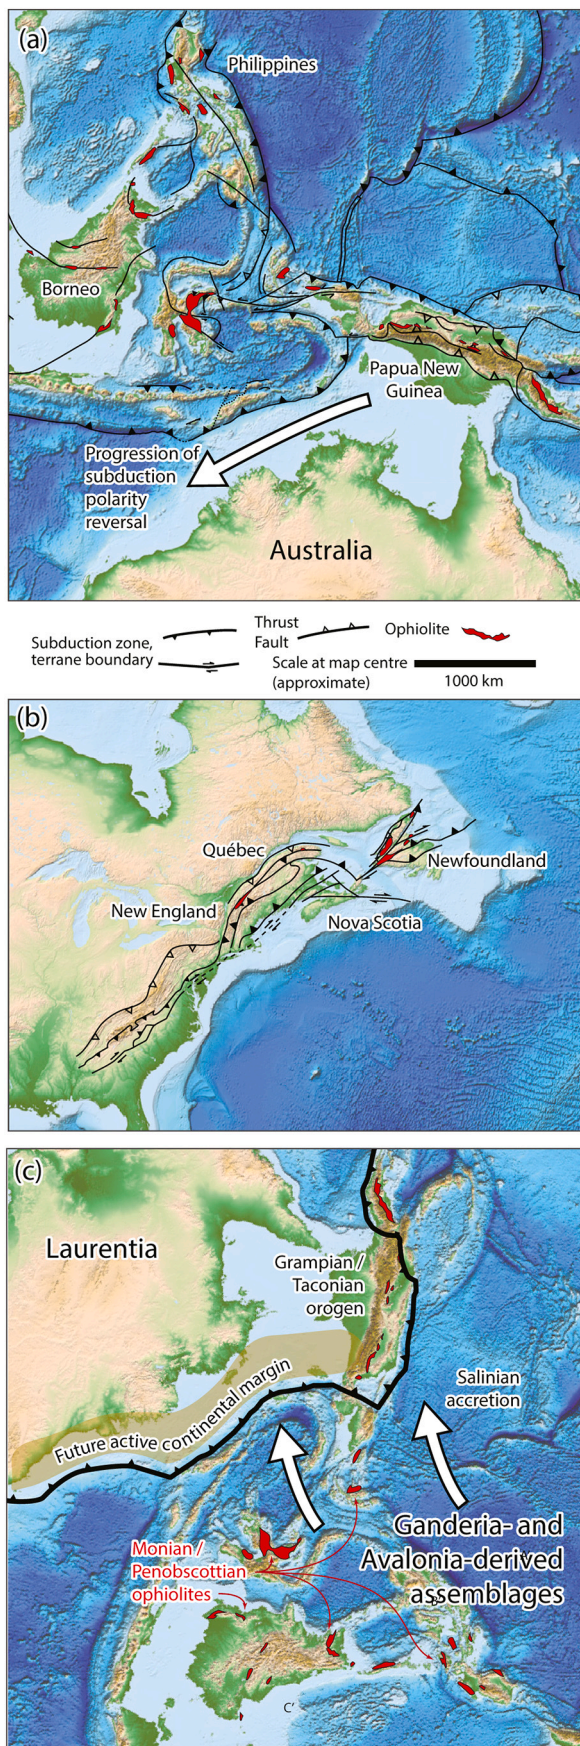 (a)
Philippines
Borneo
Papua New
Guinea
Progression of
subduction
polarity
reversal
Australia
Subduction zone,
terrane boundary
Thrust
Fault
Ophiolite
Scale at map centre
(approximate)
1000 km
(b)
Québec
Newfoundland
New England
Nova Scotia
(c)
Laurentia
Grampian /
Taconian
orogen
Future active continental margin
Salinian
accretion
Ganderia- and
Avalonia-derived
assemblages
Monian /
Penobscottian
ophiolites
C'